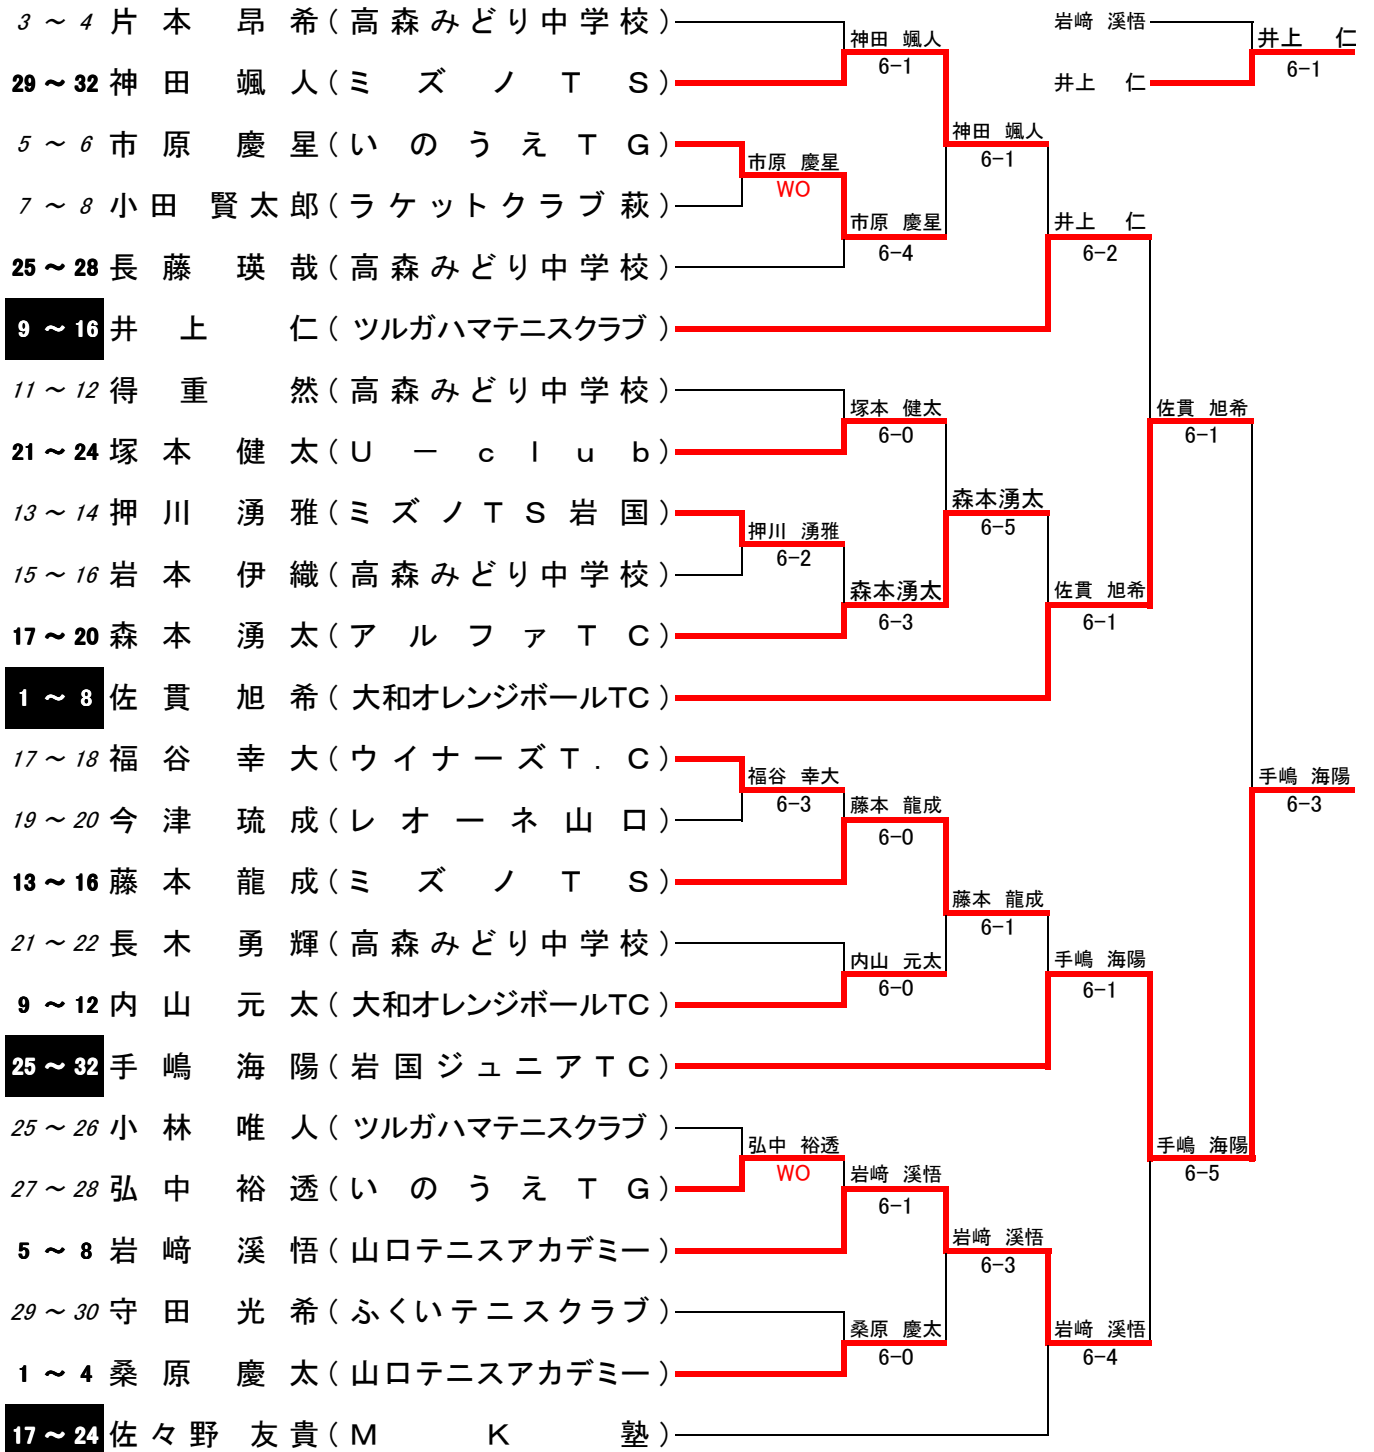 3 ～ 4 片本 昂希(高森みどり中学校)
岩﨑 溪悟
神田 颯人
井上 仁
6-1
6-1
29 ～ 32 神田 颯人(ミズノTS)
井上 仁
神田 颯人
5 ～ 6 市原 慶星(いのうえTG)
市原 慶星
6-1
WO
7 ～ 8 小田 賢太郎(ラケットクラブ萩)
市原 慶星
井上 仁
6-4
6-2
25 ～ 28 長藤 瑛哉(高森みどり中学校)
9 ～ 16 井上 仁(ツルガハマテニスクラブ)
11 ～ 12 得重 然(高森みどり中学校)
塚本 健太
佐貫 旭希
6-0
6-1
21 ～ 24 塚本 健太(U－club)
森本湧太
13 ～ 14 押川 湧雅(ミズノTS岩国)
押川 湧雅
6-5
6-2
15 ～ 16 岩本 伊織(高森みどり中学校)
森本湧太
佐貫 旭希
6-3
6-1
17 ～ 20 森本 湧太(アルファTC)
1 ～ 8 佐貫 旭希(大和オレンジボールTC)
17 ～ 18 福谷 幸大(ウイナーズT．C)
福谷 幸大
手嶋 海陽
6-3
6-3
藤本 龍成
19 ～ 20 今津 琉成(レオーネ山口)
6-0
13 ～ 16 藤本 龍成(ミズノTS)
藤本 龍成
6-1
21 ～ 22 長木 勇輝(高森みどり中学校)
内山 元太
手嶋 海陽
6-0
6-1
9 ～ 12 内山 元太(大和オレンジボールTC)
25 ～ 32 手嶋 海陽(岩国ジュニアTC)
25 ～ 26 小林 唯人(ツルガハマテニスクラブ)
弘中 裕透
手嶋 海陽
WO
岩﨑 溪悟
6-5
27 ～ 28 弘中 裕透(いのうえTG)
6-1
岩﨑 溪悟
5 ～ 8 岩﨑 溪悟(山口テニスアカデミー)
6-3
29 ～ 30 守田 光希(ふくいテニスクラブ)
桑原 慶太
岩﨑 溪悟
6-0
6-4
1 ～ 4 桑原 慶太(山口テニスアカデミー)
17 ～ 24 佐々野 友貴(MK塾)